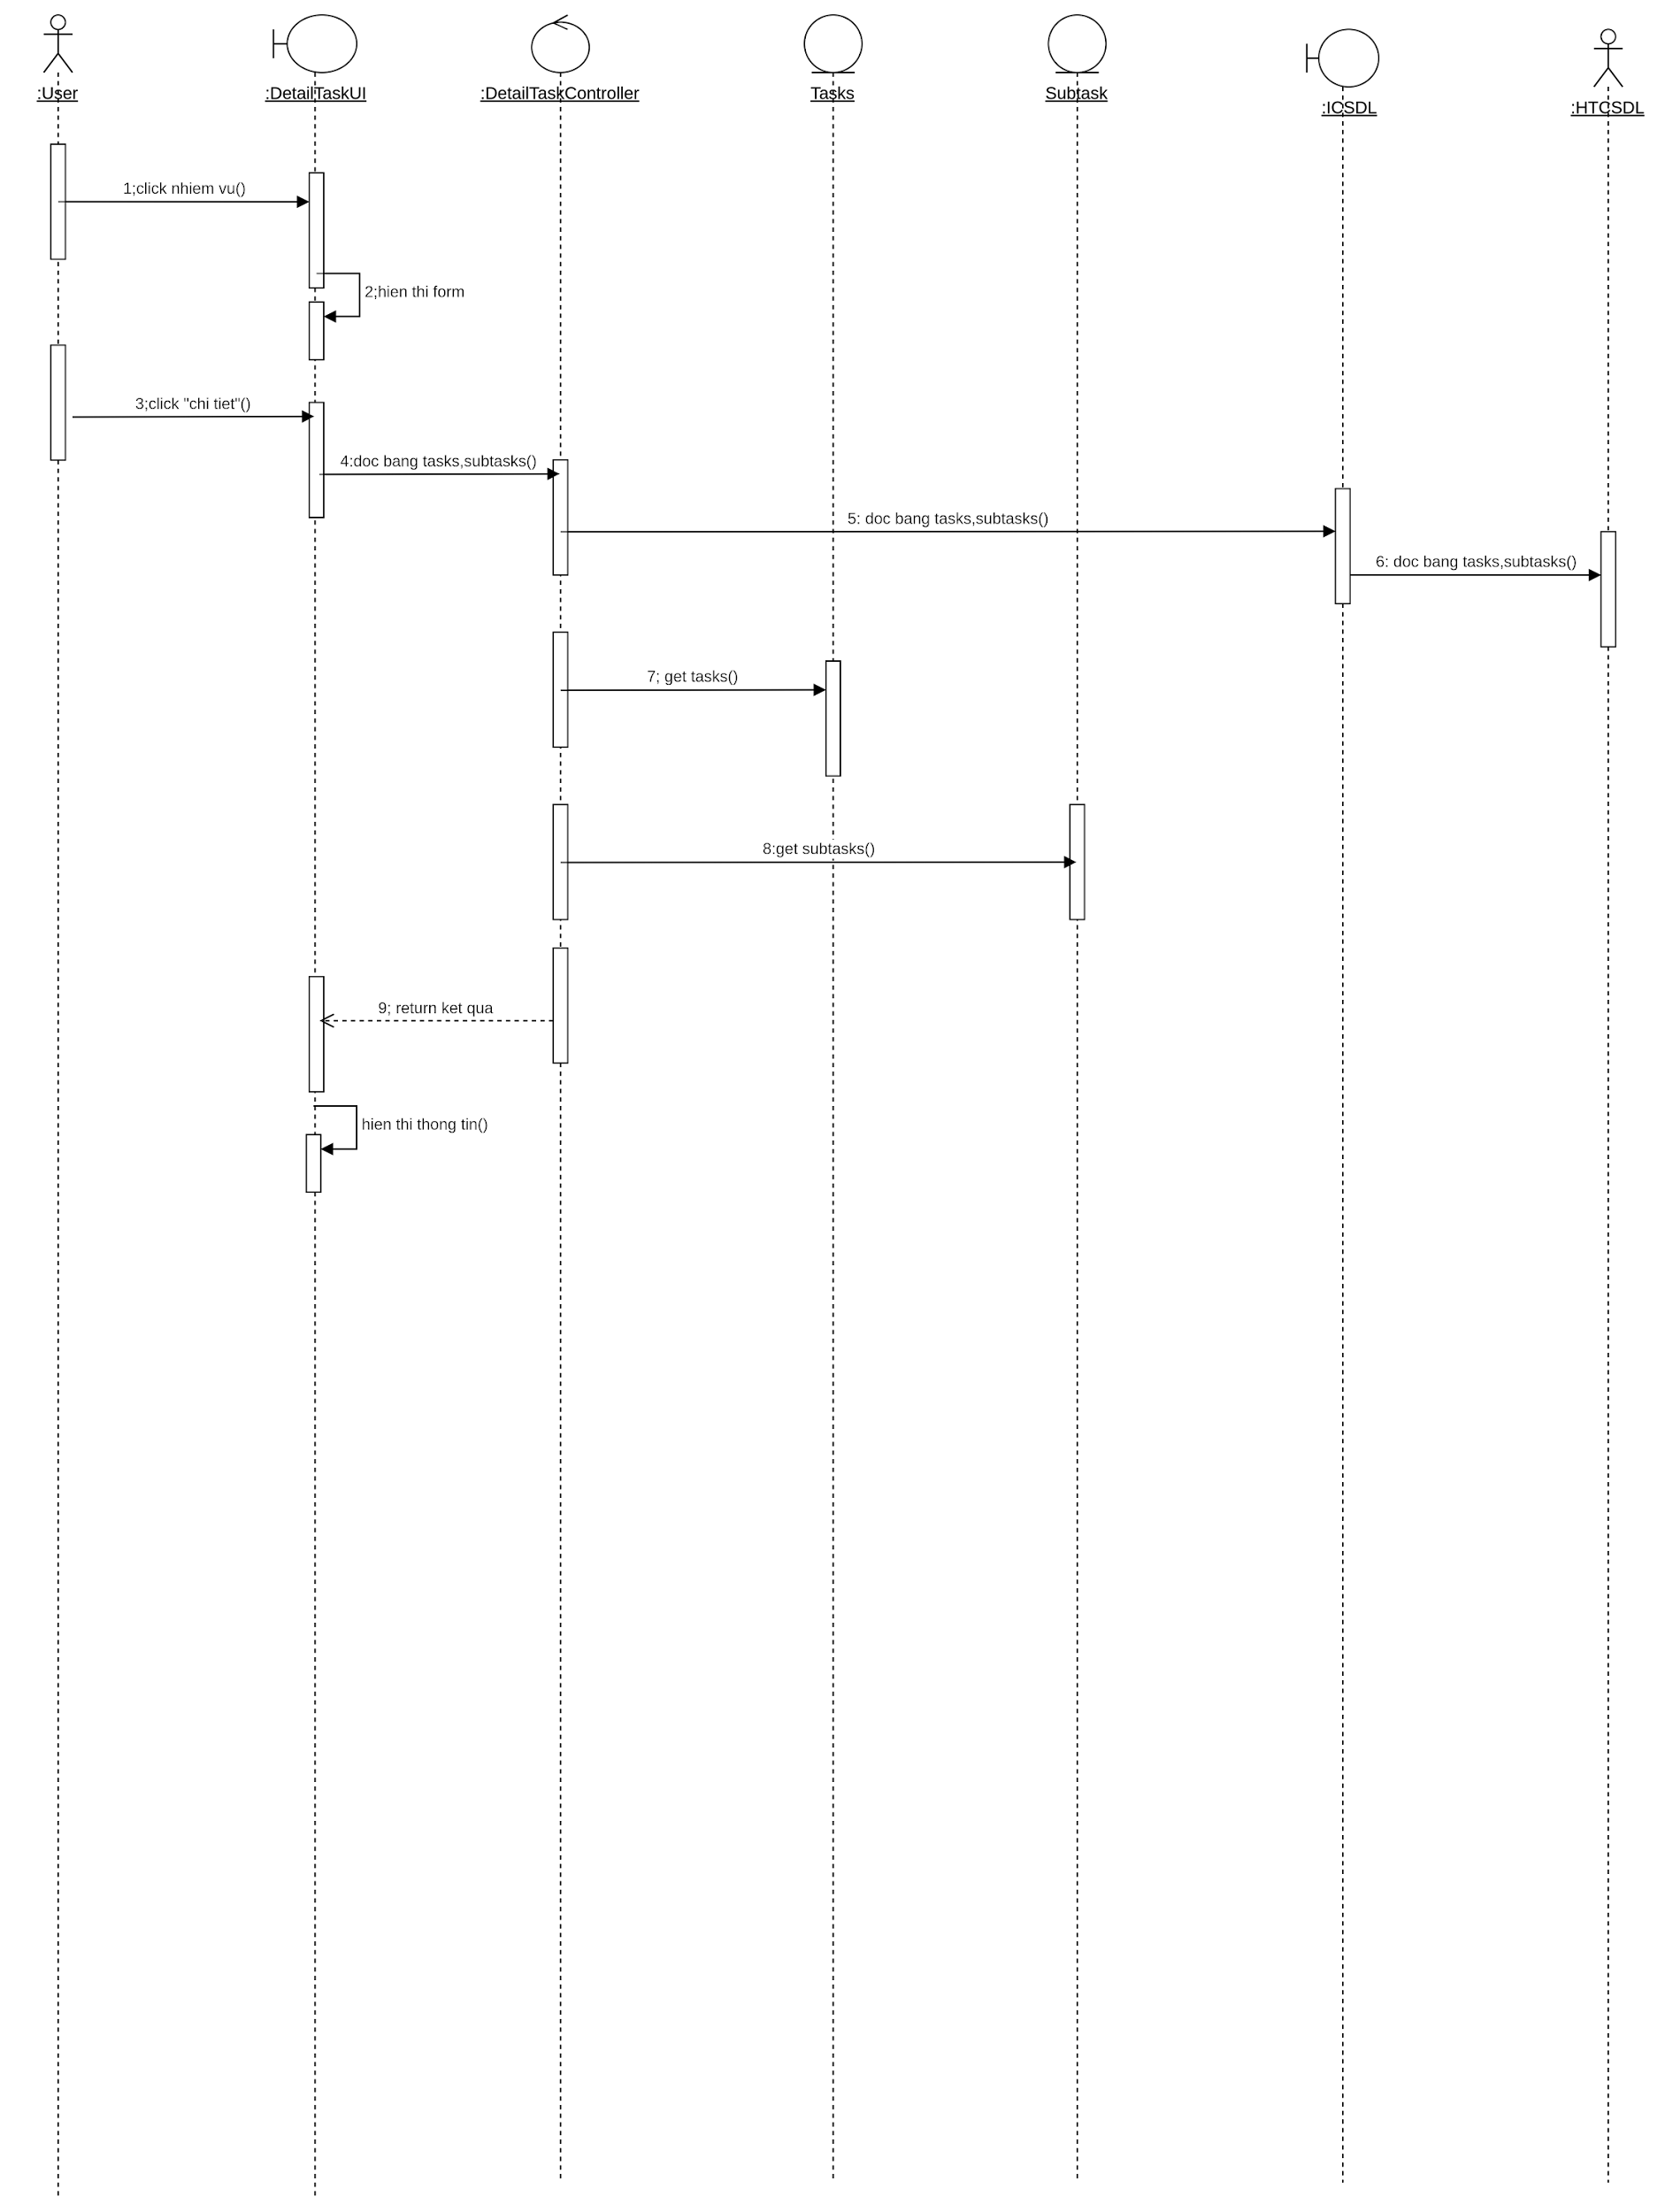 :User
:DetailTaskUI
:DetailTaskController
Tasks
Subtask
:ICSDL
:HTCSDL
1;click nhiem vu()
2;hien thi form
3;click "chi tiet"()
4:doc bang tasks,subtasks()
5: doc bang tasks,subtasks()
6: doc bang tasks,subtasks()
7; get tasks()
8:get subtasks()
9; return ket qua
hien thi thong tin()